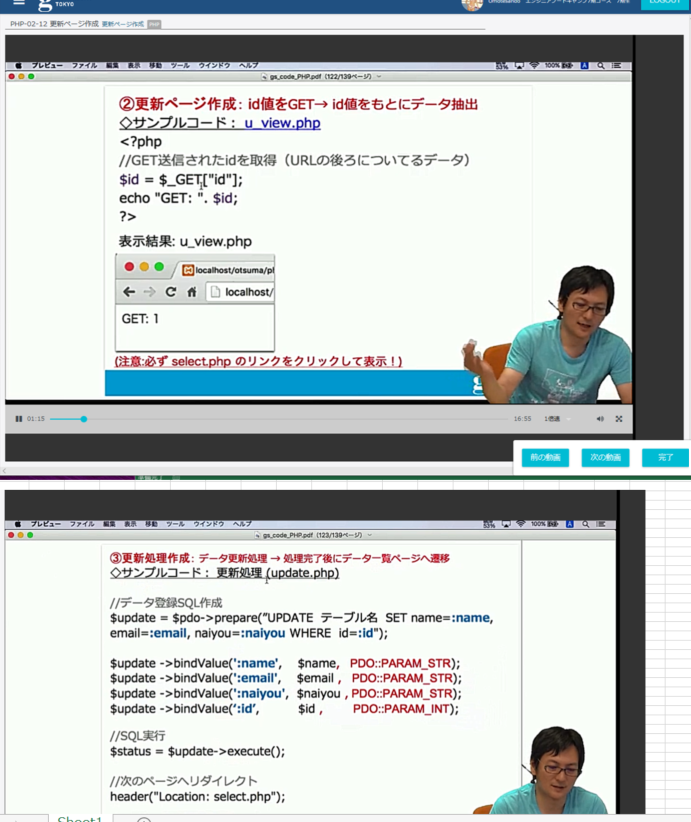 TOKYO
LOGOUT
PHP-02-12 更新ページ作成 更新ページ作成 PHP
プレビュー ファイル 編集 表示 移動 ツール ウインドウ ヘルプ
53% 100% A
gs_code_PHP.pdf (122/139ページ)
②更新ページ作成: id値をGET→ id値をもとにデータ抽出
◇サンプルコード： u_view.php
<?php
//GET送信されたidを取得（URLの後ろについてるデータ）
$id = $_GET["id"];
echo "GET: ". $id;
?>
表示結果: u_view.php
localhost/otsuma/pl
localhost/
GET: 1
(注意:必ず select.php のリンクをクリックして表示！)
01:15
16:55 1倍速
前の動画 次の動画 完了
プレビュー ファイル 編集 表示 移動 ツール ウインドウ ヘルプ
53% 100% A
gs_code_PHP.pdf (123/139ページ)
③更新処理作成: データ更新処理 → 処理完了後にデータ一覧ページへ遷移
◇サンプルコード： 更新処理 (update.php)
//データ登録SQL作成
$update = $pdo->prepare("UPDATE テーブル名 SET name=:name,
email=:email, naiyou=:naiyou WHERE id=:id");
$update ->bindValue(':name', $name, PDO::PARAM_STR);
$update ->bindValue(':email', $email , PDO::PARAM_STR);
$update ->bindValue(':naiyou', $naiyou , PDO::PARAM_STR);
$update ->bindValue(':id', $id , PDO::PARAM_INT);
//SQL実行
$status = $update->execute();
//次のページへリダイレクト
header("Location: select.php");
Sheet1